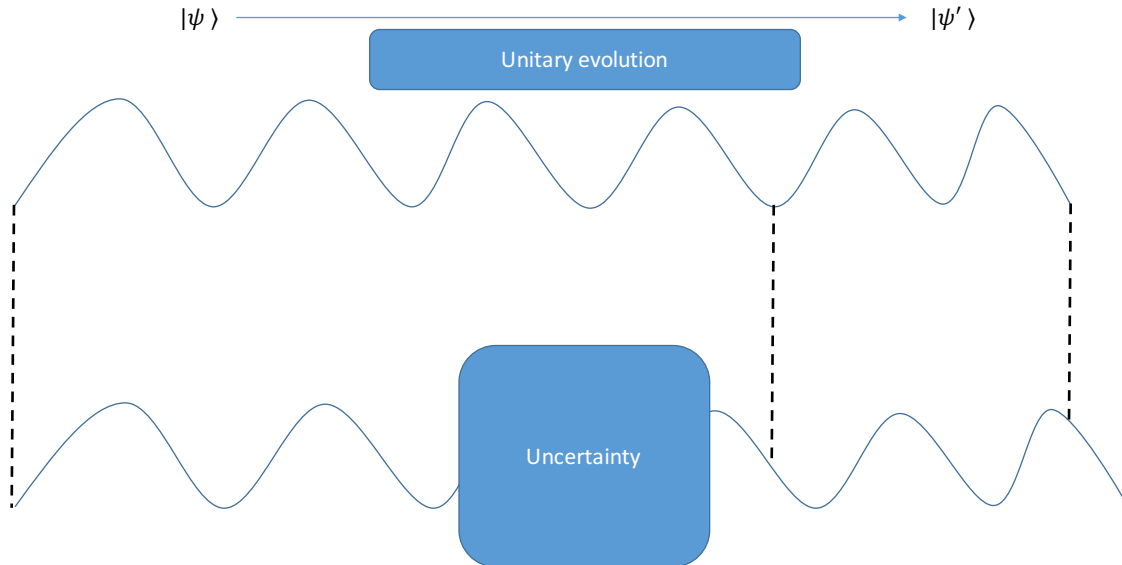 |ψ ⟩ |ψ′ ⟩
Unitary evolution
Uncertainty